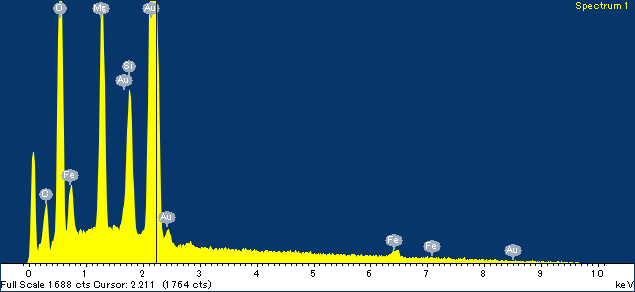 Spectrum 1
O Mg Au
Si
Au
Fe
C
Au
Fe Fe Au
0 1 2 3 4 5 6 7 8 9 10
Full Scale 1688 cts Cursor: 2.211 (1764 cts) keV